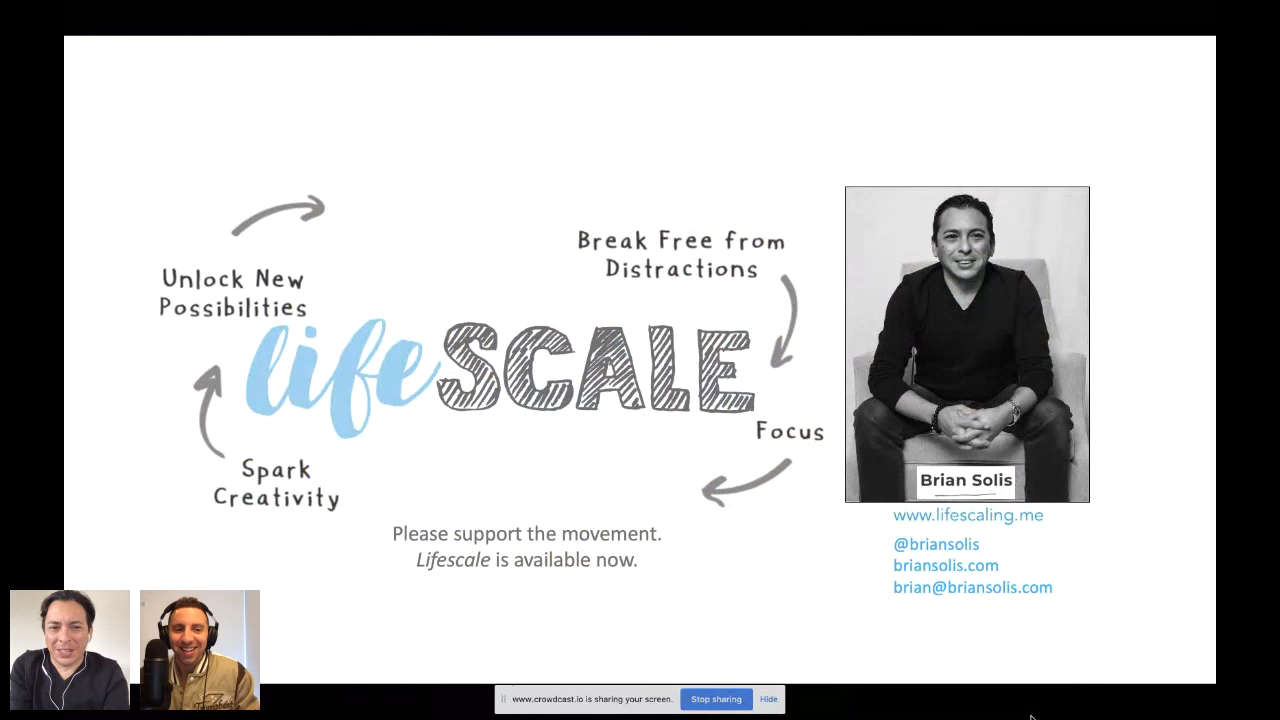 Unlock New
Possibilities
Break Free from
Distractions
lifeSCALE
Focus
Spark
Creativity
Please support the movement.
Lifescale is available now.
Brian Solis
www.lifescaling.me
@briansolis
briansolis.com
brian@briansolis.com
www.crowdcast.io is sharing your screen.
Stop sharing
Hide